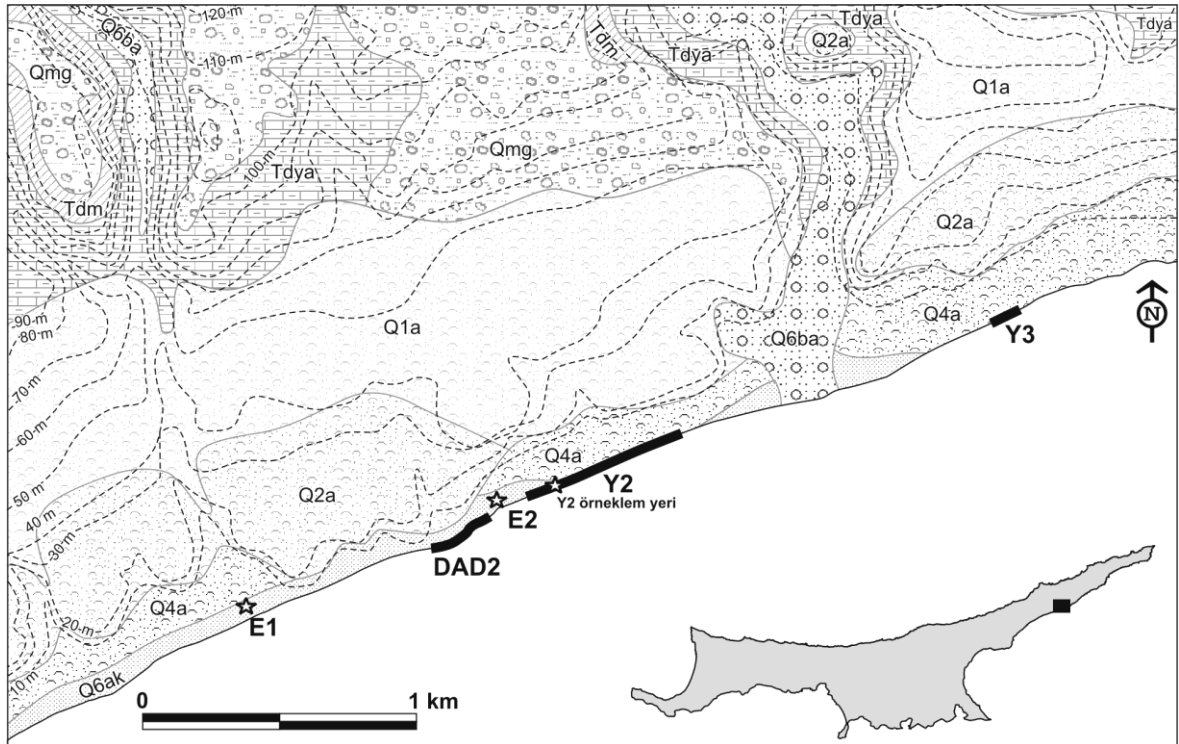 120-m
Q6ba
Qmg
110-m
Tdm
Tdya
Tdya
Q2a
Tdya
Q1a
Qmg
100-m
Tdya
Tdm
Q2a
90-m
80-m
Q1a
Q6ba
Q4a
Y3
N
70-m
60-m
50 m
40 m
30-m
Q2a
Q4a
Y2
Y2 örneklem yeri
E2
DAD2
Q4a
20-m
E1
10 m
Q6ak
0
1 km